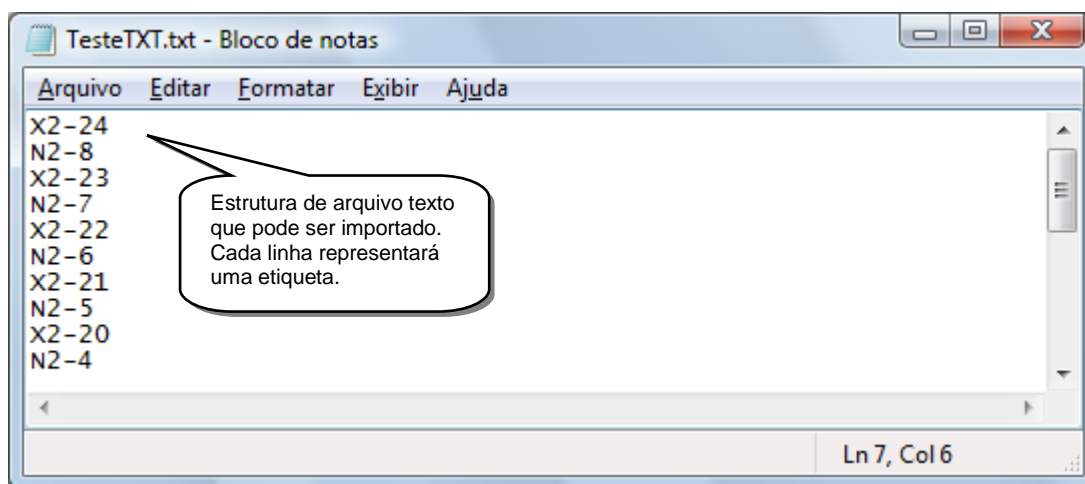 TesteTXT.txt - Bloco de notas
Arquivo Editar Formatar Exibir Ajuda
X2-24
N2-8
X2-23
N2-7
X2-22
N2-6
X2-21
N2-5
X2-20
N2-4
Estrutura de arquivo texto
que pode ser importado.
Cada linha representará
uma etiqueta.
Ln 7, Col 6